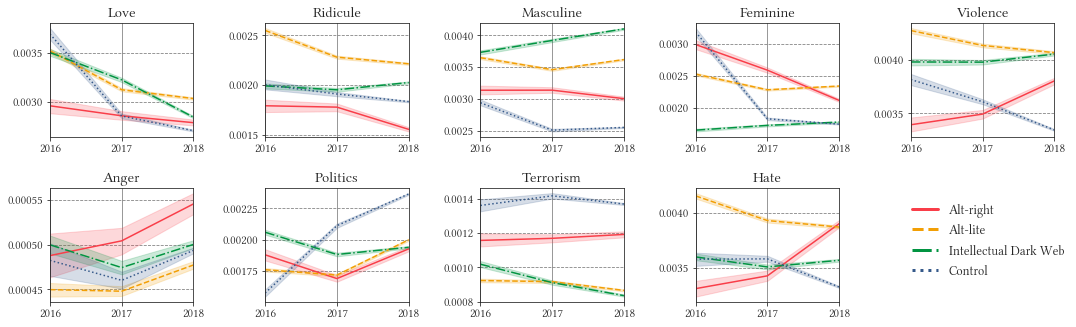 Love
Ridicule
Masculine
Feminine
Violence
0.0035
0.0030
2016 2017 2018
0.0025
0.0020
0.0015
2016 2017 2018
0.0040
0.0035
0.0030
0.0025
2016 2017 2018
0.0030
0.0025
0.0020
2016 2017 2018
0.0040
0.0035
2016 2017 2018
Anger
Politics
Terrorism
Hate
0.00055
0.00050
0.00045
2016 2017 2018
0.00225
0.00200
0.00175
2016 2017 2018
0.0014
0.0012
0.0010
0.0008
2016 2017 2018
0.0040
0.0035
2016 2017 2018
Alt-right
Alt-lite
Intellectual Dark Web
Control